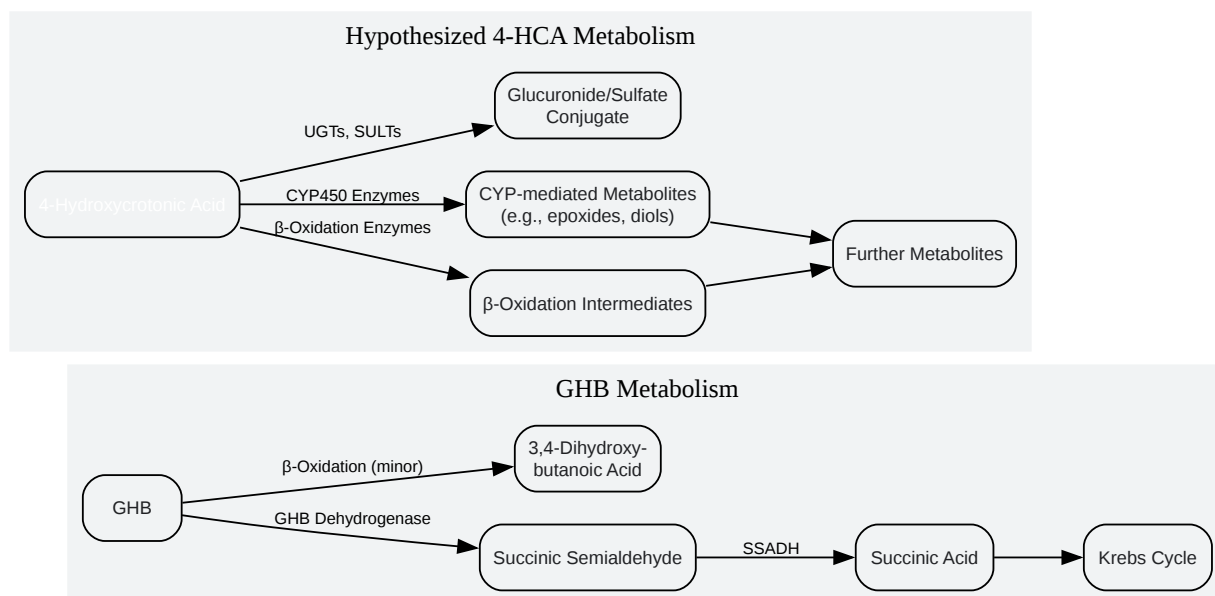 Hypothesized 4-HCA Metabolism
Glucuronide/Sulfate
Conjugate
UGTs, SULTs
4-Hydroxycrotonic Acid
CYP450 Enzymes
CYP-mediated Metabolites
(e.g., epoxides, diols)
β-Oxidation Enzymes
Further Metabolites
β-Oxidation Intermediates
GHB Metabolism
3,4-Dihydroxy-
butanoic Acid
β-Oxidation (minor)
GHB
GHB Dehydrogenase
Succinic Semialdehyde
SSADH
Succinic Acid
Krebs Cycle